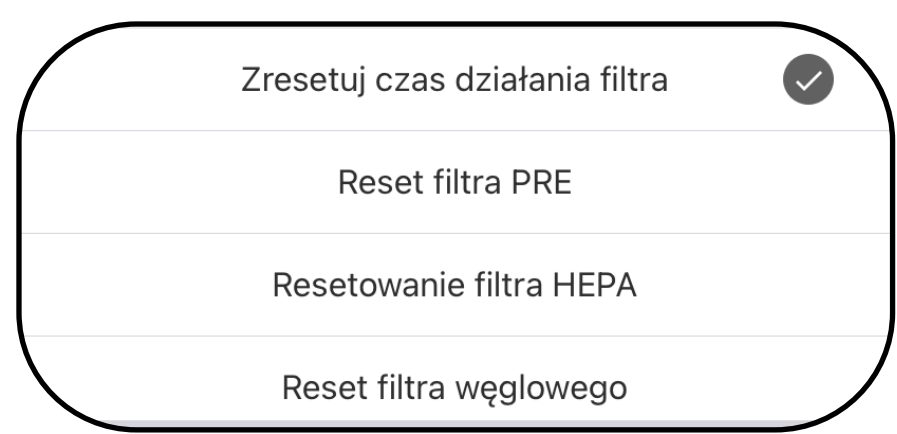 Zresetuj czas działania filtra
Reset filtra PRE
Resetowanie filtra HEPA
Reset filtra węglowego